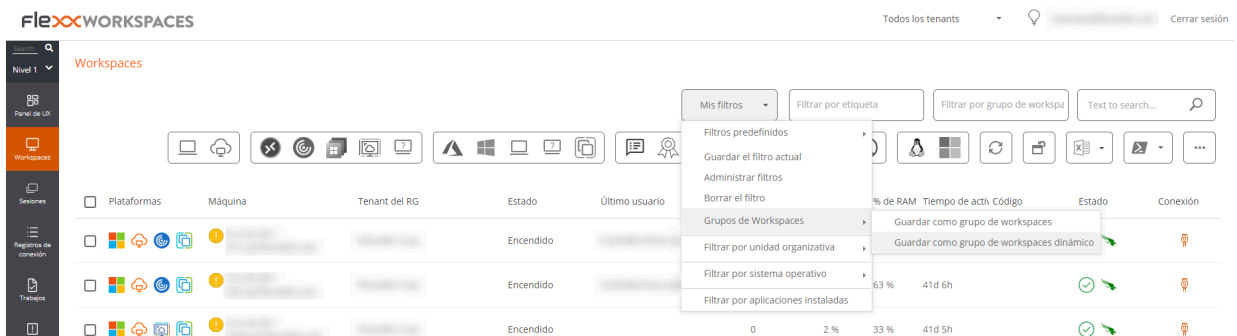 Flexxible WORKSPACES
Todos los tenants
Cerrar sesión
Search
Nivel 1
Workspaces
Panel de UX
Mis filtros
Filtrar por etiqueta
Filtrar por grupo de workspa
Text to search...
Workspaces
Filtros predefinidos
Guardar el filtro actual
Administrar filtros
Borrar el filtro
Grupos de Workspaces
Guardar como grupo de workspaces
Guardar como grupo de workspaces dinámico
Filtrar por unidad organizativa
Filtrar por sistema operativo
Filtrar por aplicaciones instaladas
Sesiones
Plataformas
Máquina
Tenant del RG
Estado
Último usuario
% de RAM
Tiempo de activ
Código
Estado
Conexión
Registros de
conexión
Encendido
Trabajos
Encendido
63 %
41d 6h
Encendido
0
2 %
33 %
41d 5h